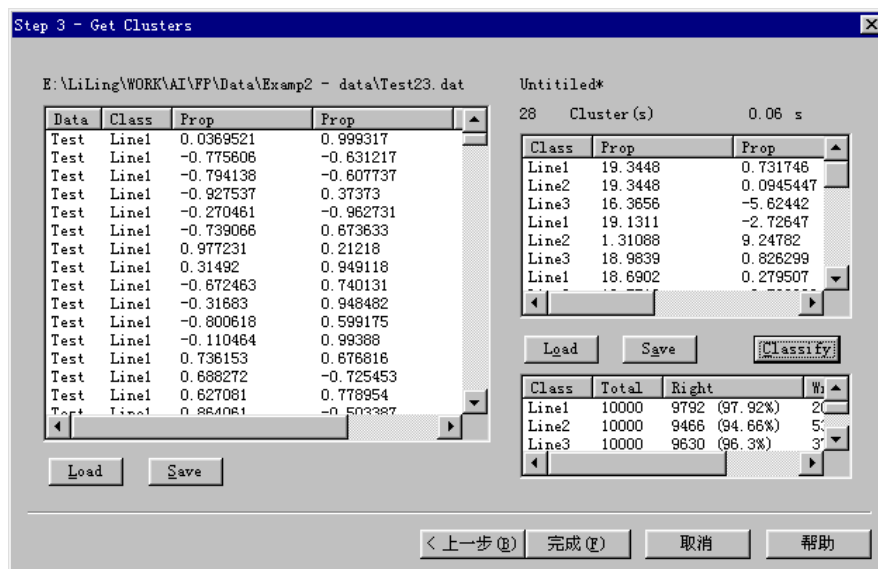 Step 3 - Get Clusters
E:\LiLing\WORK\AI\FP\Data\Examp2 - data\Test23.dat
Data Class Prop Prop
Test Line1 0.0369521 0.999317
Test Line1 -0.775606 -0.631217
Test Line1 -0.794138 -0.607737
Test Line1 -0.927537 0.37373
Test Line1 -0.270461 -0.962731
Test Line1 -0.739066 0.673633
Test Line1 0.977231 0.21218
Test Line1 0.31492 0.949118
Test Line1 -0.672463 0.740131
Test Line1 -0.31683 0.948482
Test Line1 -0.800618 0.599175
Test Line1 -0.110464 0.99388
Test Line1 0.736153 0.676816
Test Line1 0.688272 -0.725453
Test Line1 0.627081 0.778954
Test Line1 0.864061 -0.503387
Load Save
Untitiled*
28 Cluster(s) 0.06 s
Class Prop Prop
Line1 19.3448 0.731746
Line2 19.3448 0.0945447
Line3 16.3656 -5.62442
Line1 19.1311 -2.72647
Line2 1.31088 9.24782
Line3 18.9839 0.826299
Line1 18.6902 0.279507
Load Save Classify
Class Total Right
Line1 10000 9792 (97.92%)
Line2 10000 9466 (94.66%)
Line3 10000 9630 (96.3%)
< 上一步(B) 完成(F) 取消 帮助